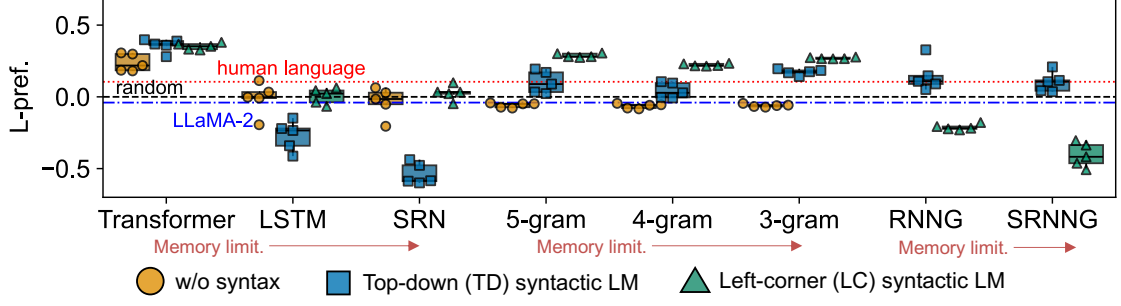 L-pref.
0.5
0.0
−0.5
human language
random
LLaMA-2
Transformer LSTM SRN 5-gram 4-gram 3-gram RNNG SRNNG
Memory limit. Memory limit. Memory limit.
w/o syntax Top-down (TD) syntactic LM Left-corner (LC) syntactic LM